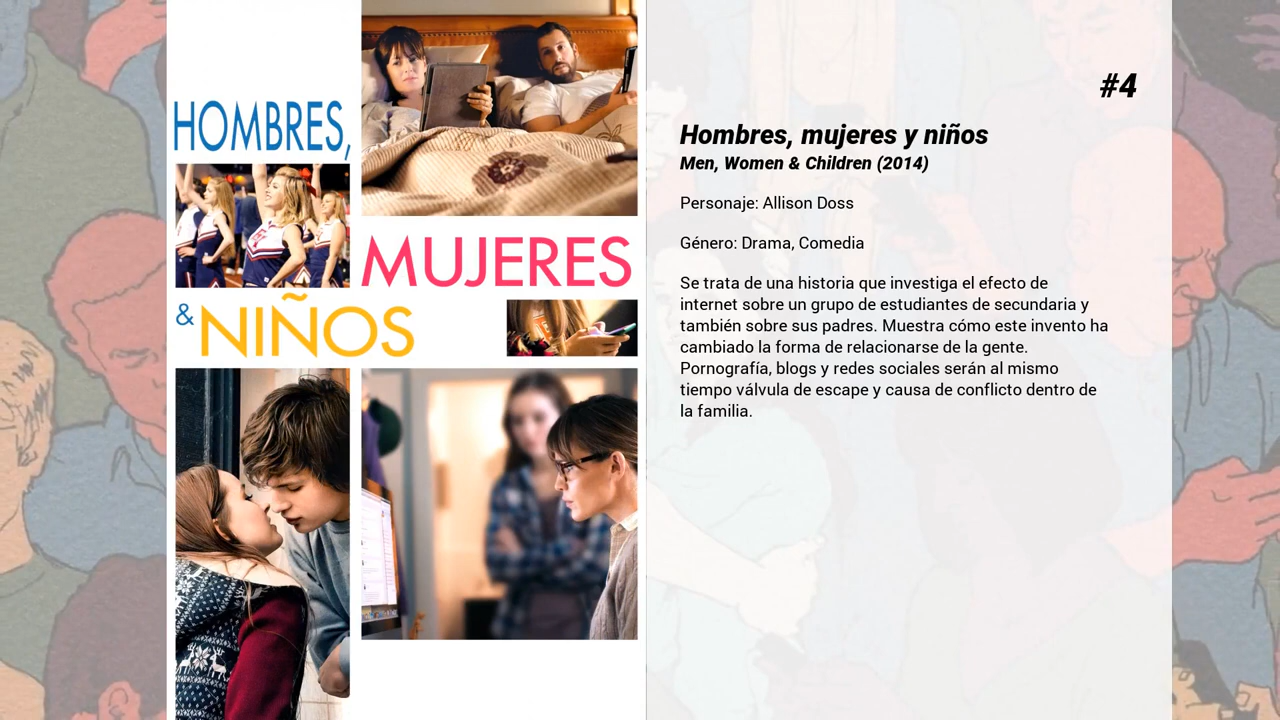 HOMBRES,
MUJERES
& NIÑOS
#4
Hombres, mujeres y niños
Men, Women & Children (2014)
Personaje: Allison Doss
Género: Drama, Comedia
Se trata de una historia que investiga el efecto de
internet sobre un grupo de estudiantes de secundaria y
también sobre sus padres. Muestra cómo este invento ha
cambiado la forma de relacionarse de la gente.
Pornografía, blogs y redes sociales serán al mismo
tiempo válvula de escape y causa de conflicto dentro de
la familia.